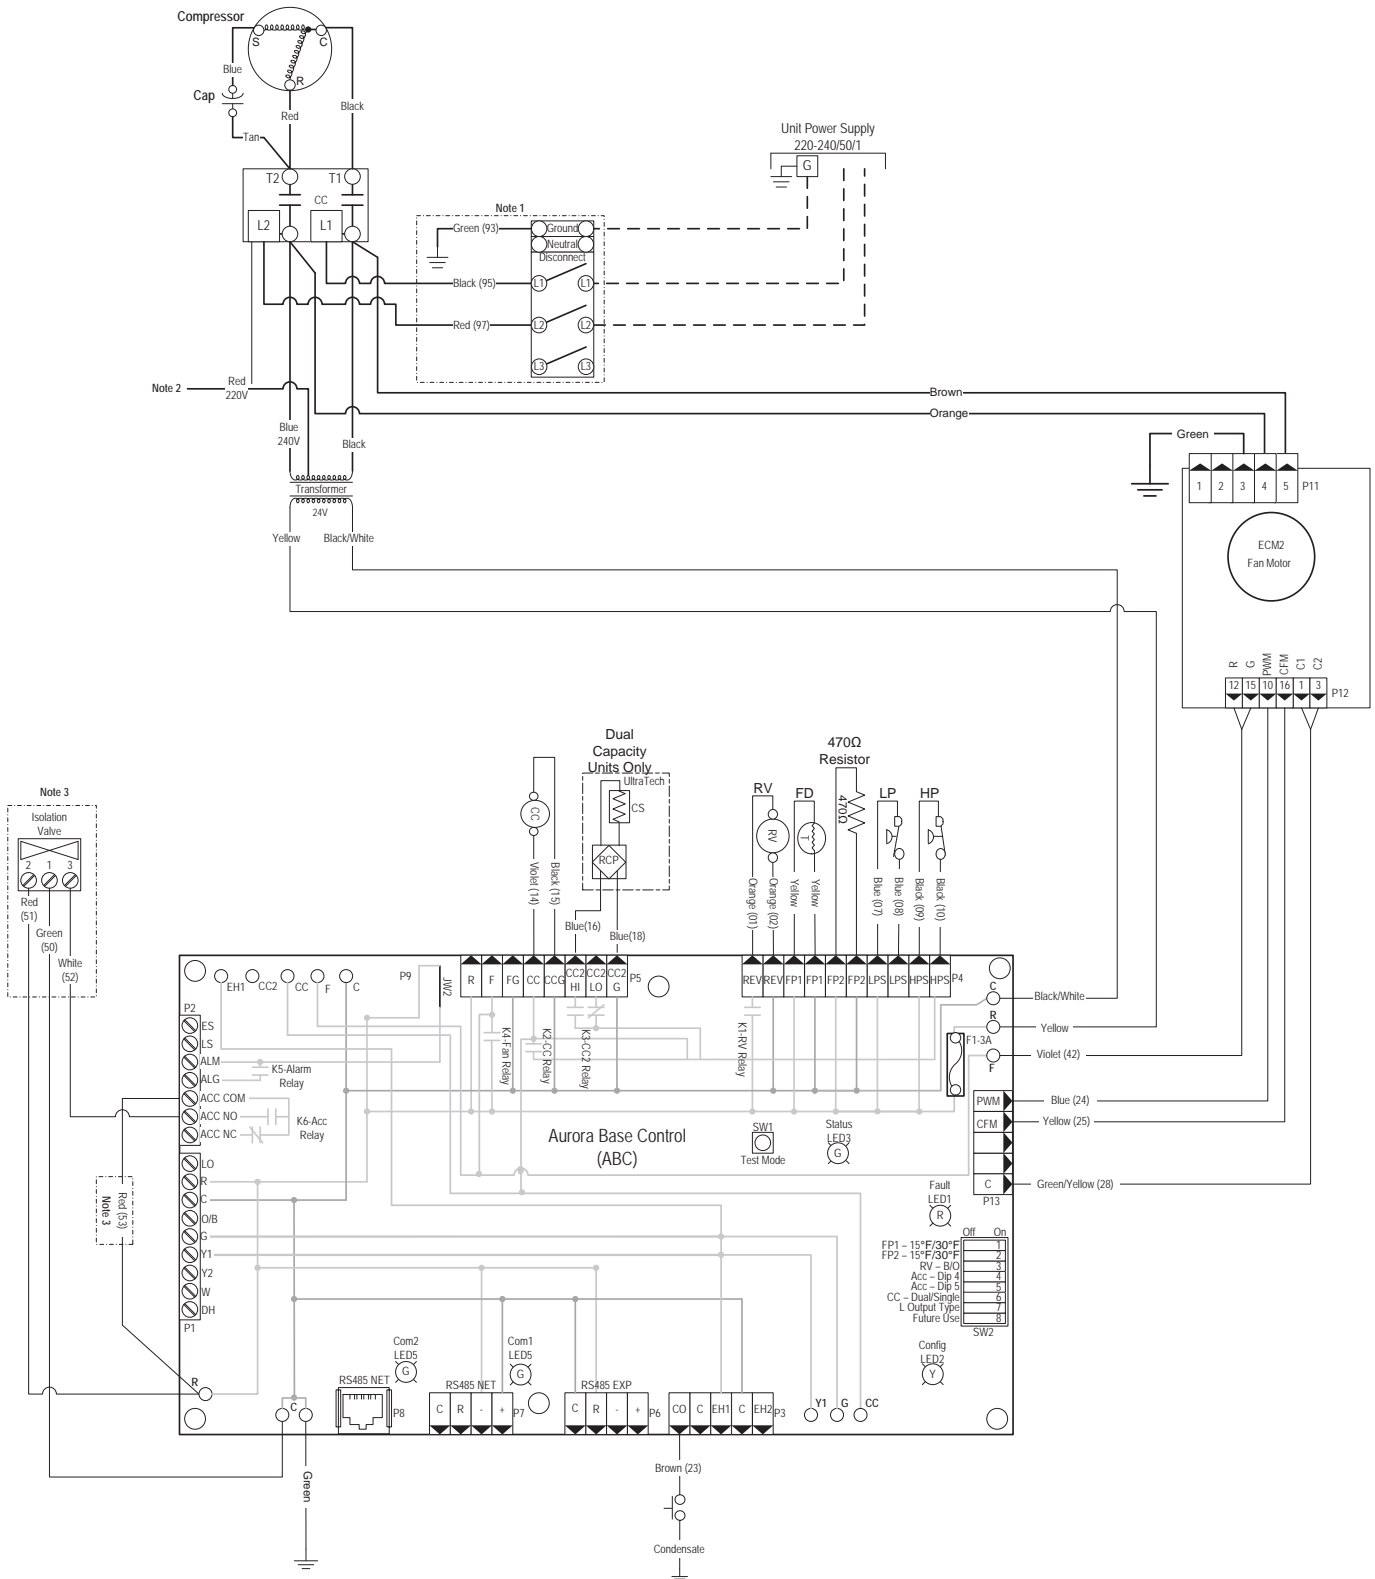 Compressor
S
C
R
Blue
Cap
Black
Red
Tan
Unit Power Supply
220-240/50/1
G
T2
T1
CC
L2
L1
Note 1
Green (93)
Ground
Neutral
Disconnect
Black (95)
L1
L1
Red (97)
L2
L2
L3
L3
Note 2
Red
220V
Brown
Orange
Blue
240V
Black
Green
Transformer
24V
1 2 3 4 5
P11
Yellow
Black/White
ECM2
Fan Motor
R
G
PWM
CFM
C1
C2
12 15 10 16 1 3
P12
Dual
Capacity
Units Only
UltraTech
CS
RCP
CC
Violet (14)
Black (15)
Blue(16)
Blue(18)
470Ω
Resistor
470Ω
RV
FD
LP
HP
RV
T
Orange (01)
Orange (02)
Yellow
Yellow
Blue (07)
Blue (08)
Black (09)
Black (10)
Note 3
Isolation
Valve
2 1 3
Red
(51)
Green
(50)
White
(52)
EH1
CC2
CC
F
C
P9
JW2
R
F
FG
CC
CCG
CC2
HI
CC2
LO
CC2
G
P5
REV
REV
FP1
FP1
FP2
FP2
LPS
LPS
HPS
HPS
P4
C
Black/White
R
Yellow
F1-3A
Violet (42)
F
P2
ES
LS
ALM
ALG
ACC COM
ACC NO
ACC NC
K5-Alarm
Relay
K6-Acc
Relay
K4-Fan Relay
K2-CC Relay
K3-CC2 Relay
K1-RV Relay
PWM
Blue (24)
CFM
Yellow (25)
C
Green/Yellow (28)
P13
Aurora Base Control
(ABC)
SW1
Test Mode
Status
LED3
G
Fault
LED1
R
LO
R
C
O/B
G
Y1
Y2
W
DH
P1
Red (53)
Note 3
Off
On
FP1 – 15°F/30°F
1
FP2 – 15°F/30°F
2
RV – B/O
3
Acc – Dip 4
4
Acc – Dip 5
5
CC – Dual/Single
6
L Output Type
7
Future Use
8
SW2
Config
LED2
Y
Com2
LED5
G
Com1
LED5
G
R
C
RS485 NET
P8
RS485 NET
C R - +
P7
RS485 EXP
C R - +
P6
CO C EH1 C EH2
P3
Y1
G
CC
Green
Brown (23)
Condensate